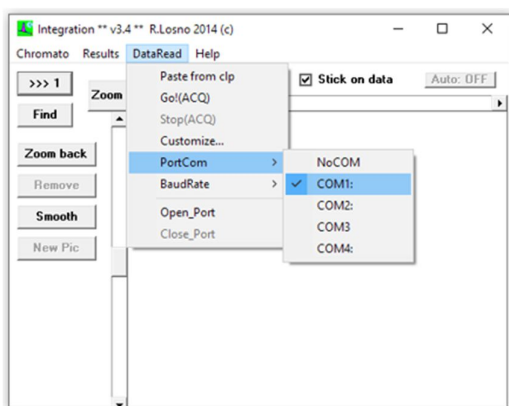 Integration ** v3.4 ** R.Losno 2014 (c)
Chromato Results DataRead Help
>>> 1
Zoom
Stick on data
Auto: OFF
Find
Zoom back
Remove
Smooth
New Pic
Paste from clp
Go!(ACQ)
Stop(ACQ)
Customize...
PortCom >
BaudRate >
Open_Port
Close_Port
NoCOM
COM1:
COM2:
COM3
COM4: